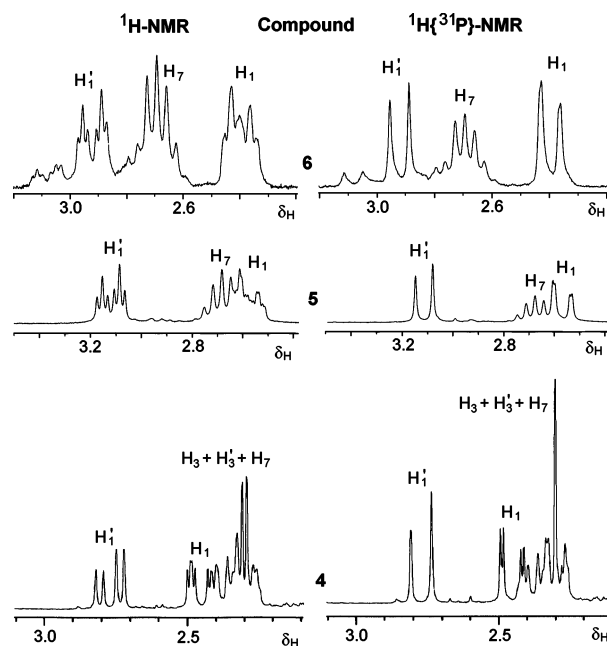 ¹H-NMR Compound ¹H{³¹P}-NMR
H₁' H₇ H₁ H₁' H₇ H₁
6
3.0 2.6 δH 3.0 2.6 δH
H₁' H₇ H₁ H₁' H₇ H₁
5
3.2 2.8 δH 3.2 2.8 δH
H₃ + H₃' + H₇ H₃ + H₃' + H₇
H₁' H₁ H₁' H₁
4
3.0 2.5 δH 3.0 2.5 δH